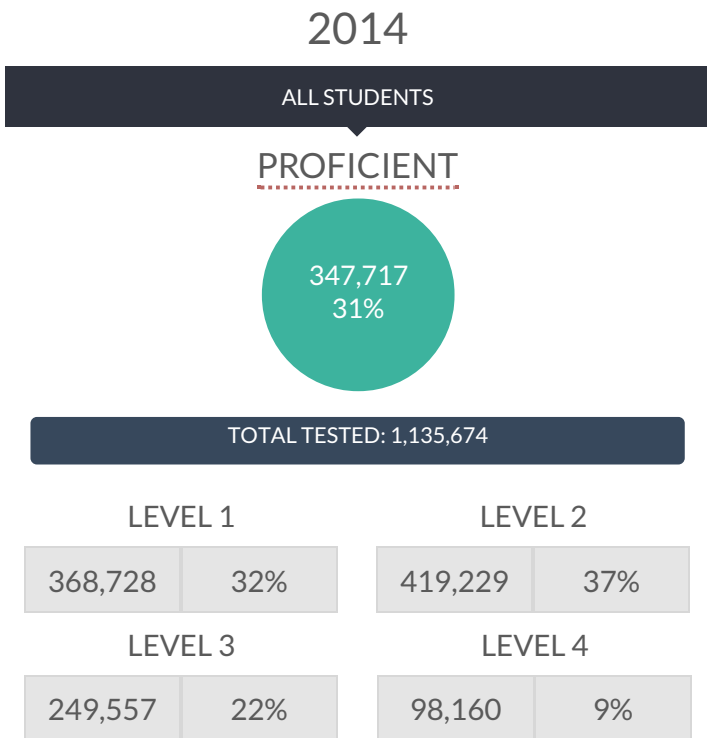 2014
ALL STUDENTS
PROFICIENT
347,717
31%
TOTAL TESTED: 1,135,674
LEVEL 1
368,728 32%
LEVEL 2
419,229 37%
LEVEL 3
249,557 22%
LEVEL 4
98,160 9%